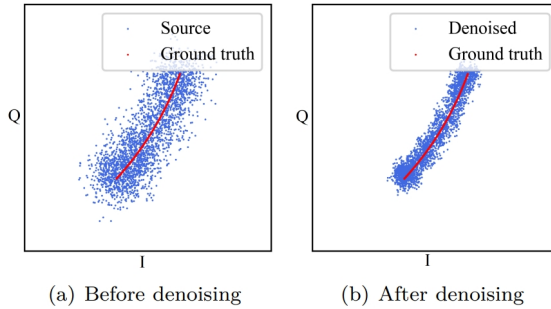 Source
Ground truth
Q
I
(a) Before denoising
Denoised
Ground truth
Q
I
(b) After denoising